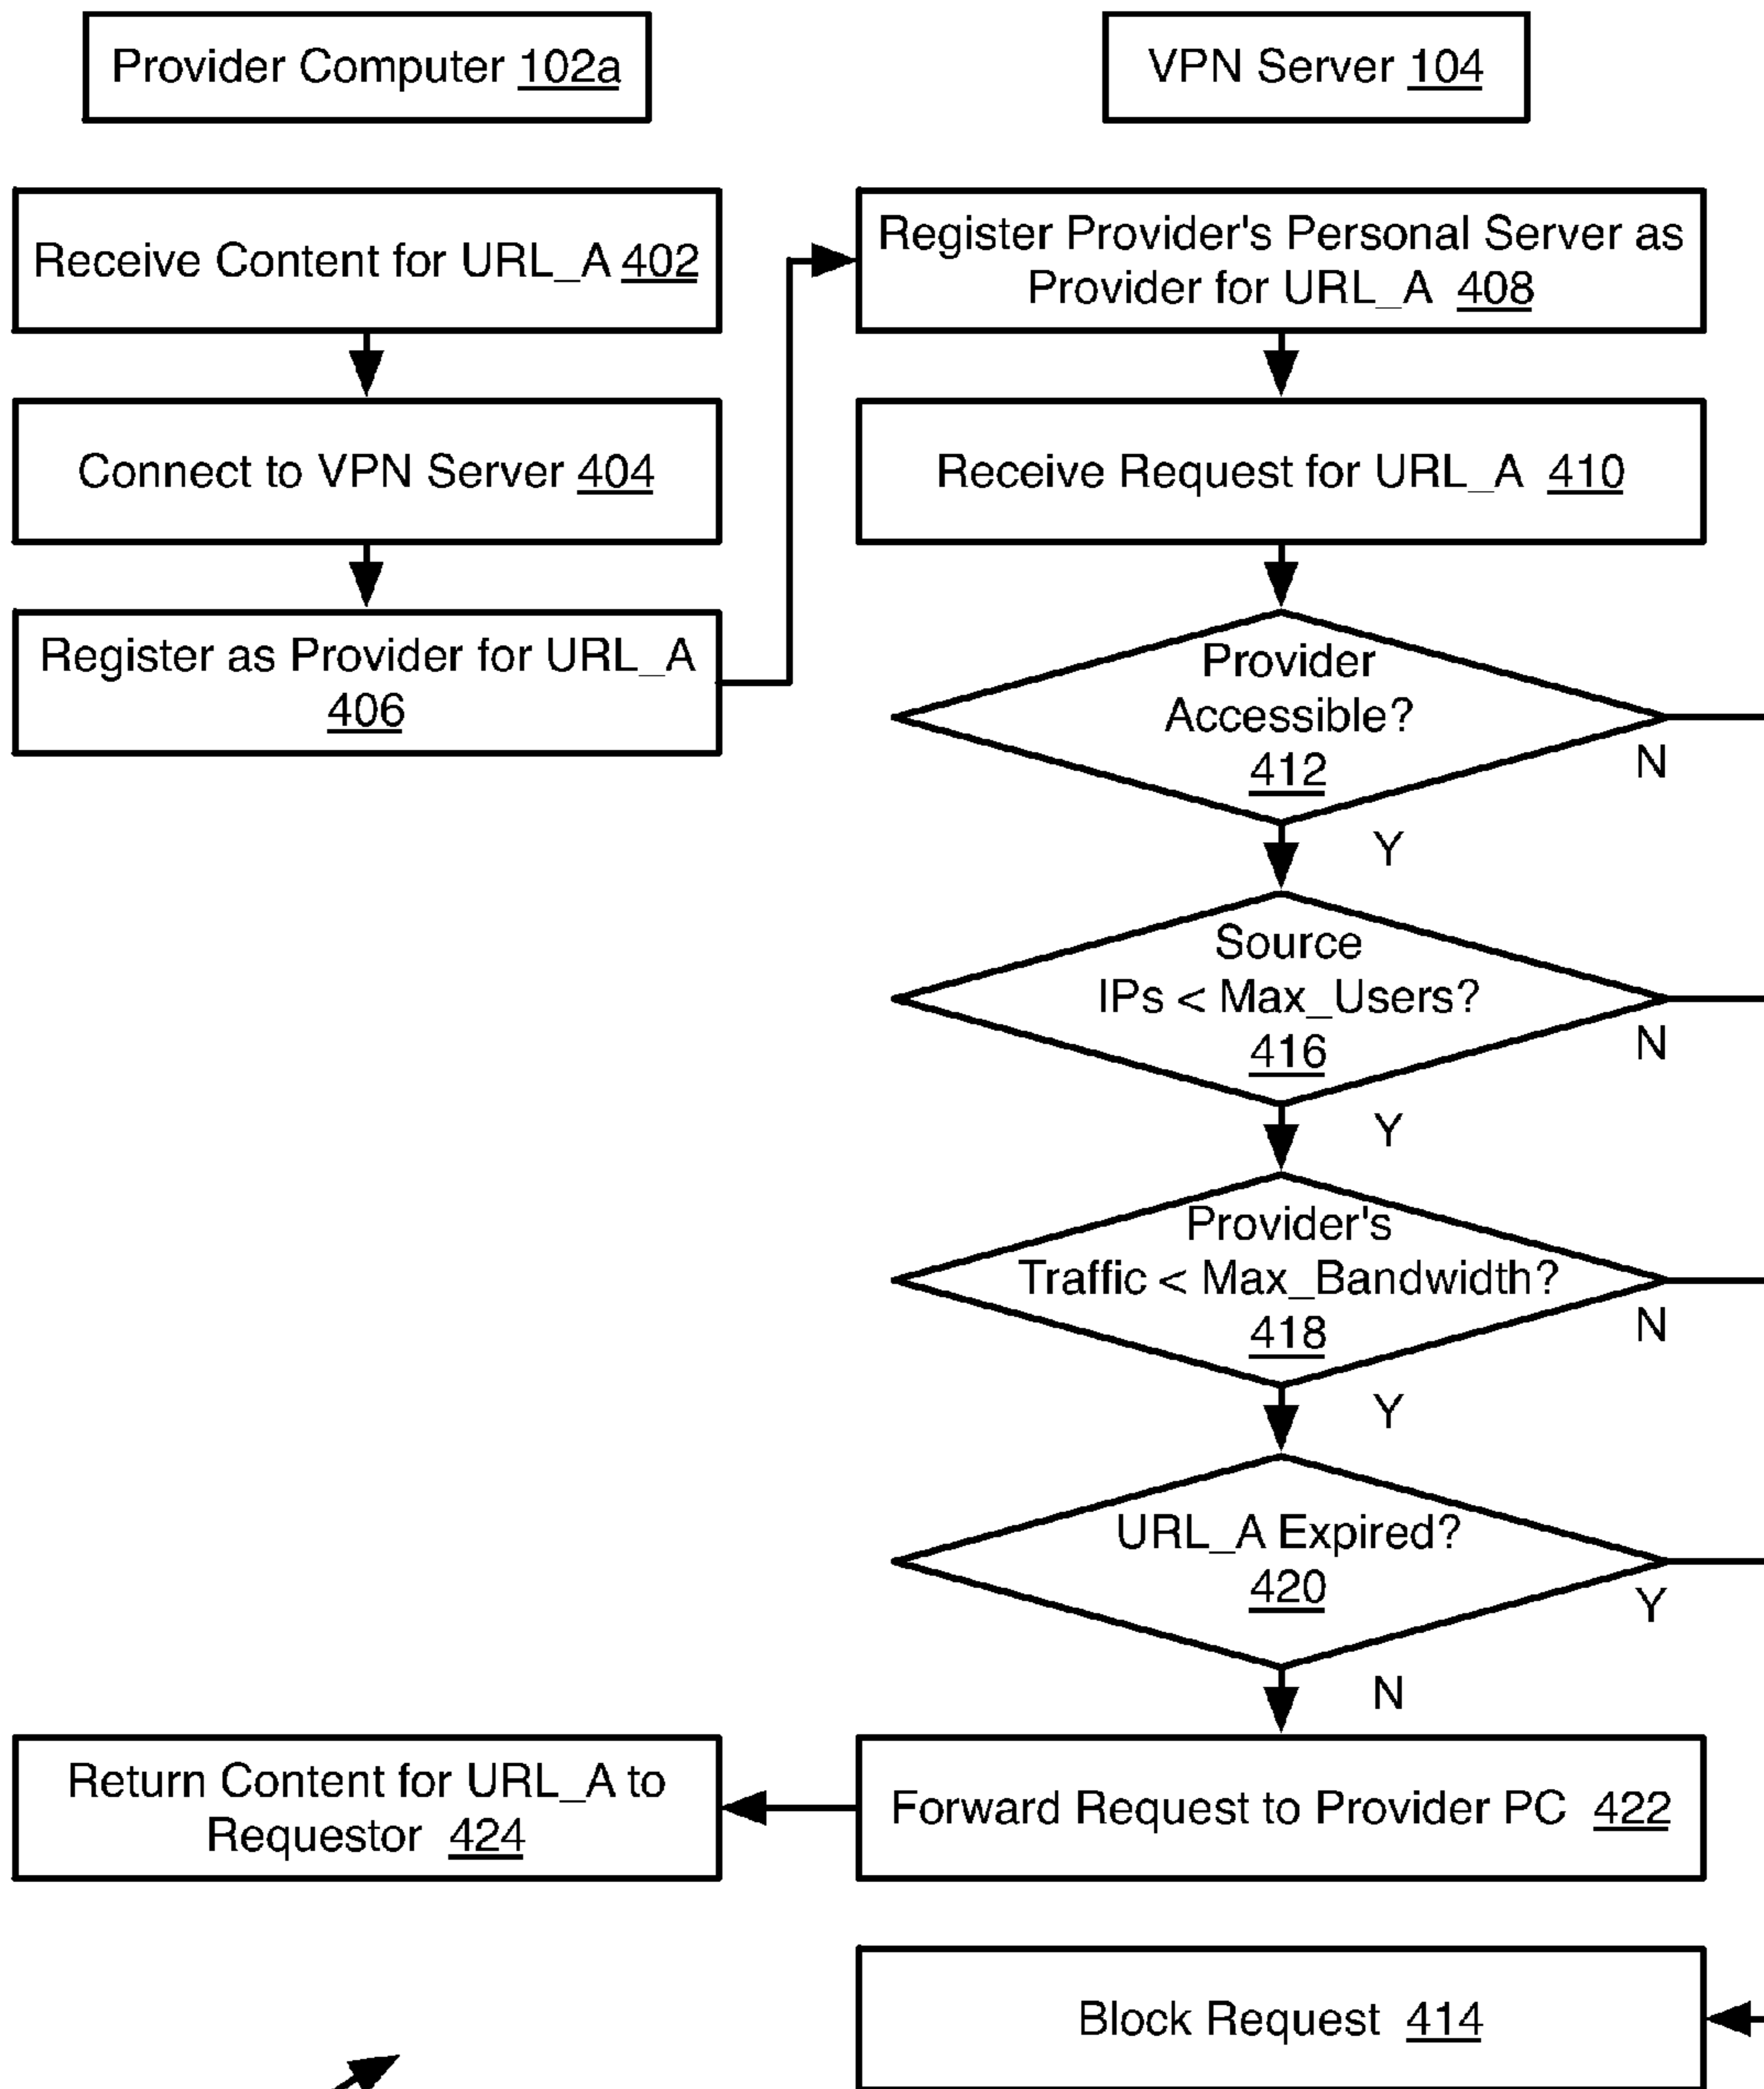 Provider Computer 102a
VPN Server 104
Receive Content for URL_A 402
Connect to VPN Server 404
Register as Provider for URL_A
406
Register Provider's Personal Server as
Provider for URL_A 408
Receive Request for URL_A 410
Provider
Accessible?
412
N
Y
Source
IPs < Max_Users?
416
N
Y
Provider's
Traffic < Max_Bandwidth?
418
N
Y
URL_A Expired?
420
Y
N
Forward Request to Provider PC 422
Return Content for URL_A to
Requestor 424
Block Request 414